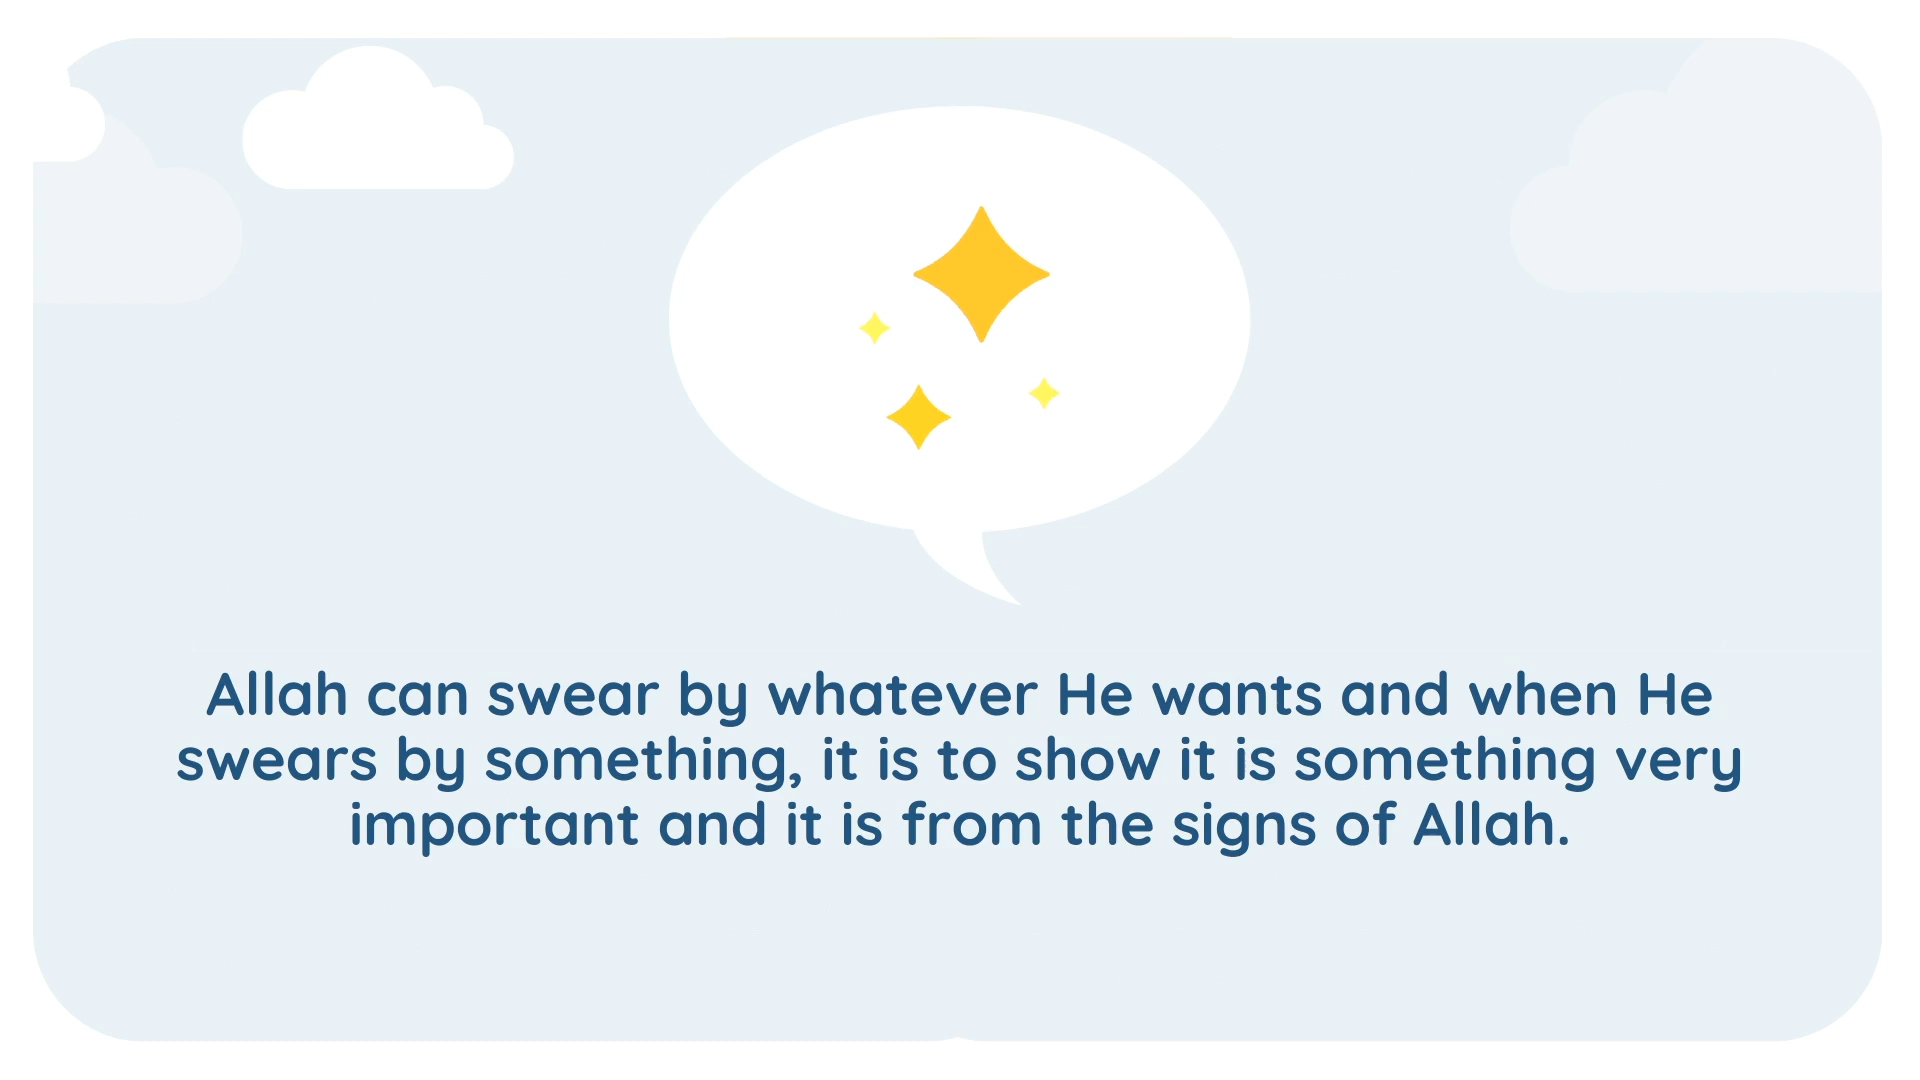 Allah can swear by whatever He wants and when He
swears by something, it is to show it is something very
important and it is from the signs of Allah.